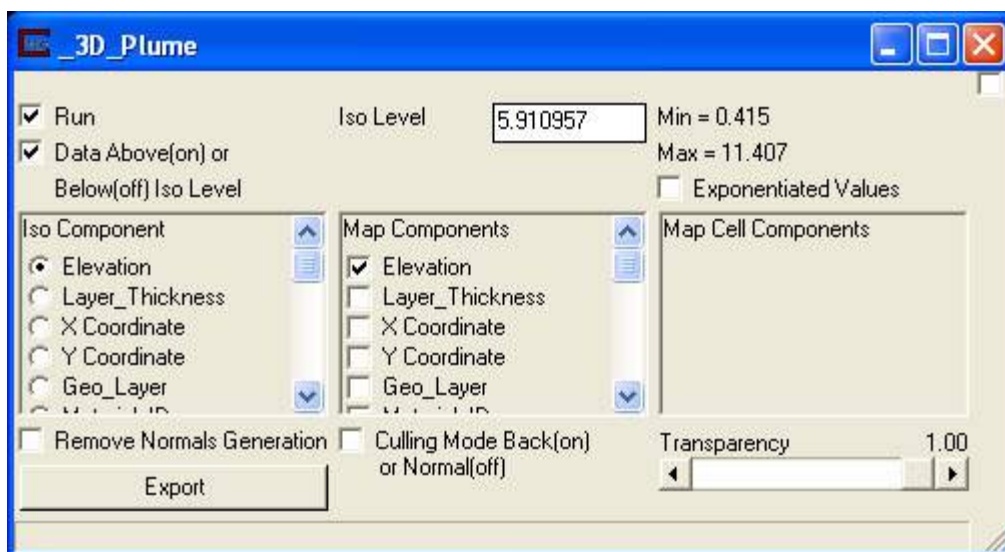 _3D_Plume
Run
Iso Level
5.910957
Min = 0.415
Data Above(on) or
Max = 11.407
Below(off) Iso Level
Exponentiated Values
Iso Component
Map Components
Map Cell Components
Elevation
Elevation
Layer_Thickness
Layer_Thickness
X Coordinate
X Coordinate
Y Coordinate
Y Coordinate
Geo_Layer
Geo_Layer
Remove Normals Generation
Culling Mode Back(on)
or Normal(off)
Transparency
1.00
Export